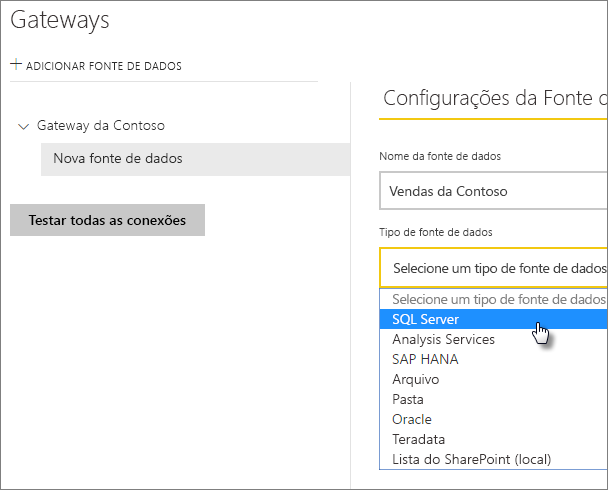 Gateways
+ ADICIONAR FONTE DE DADOS
Gateway da Contoso
Nova fonte de dados
Testar todas as conexões
Configurações da Fonte d
Nome da fonte de dados
Vendas da Contoso
Tipo de fonte de dados
Selecione um tipo de fonte de dados
Selecione um tipo de fonte de dados
SQL Server
Analysis Services
SAP HANA
Arquivo
Pasta
Oracle
Teradata
Lista do SharePoint (local)